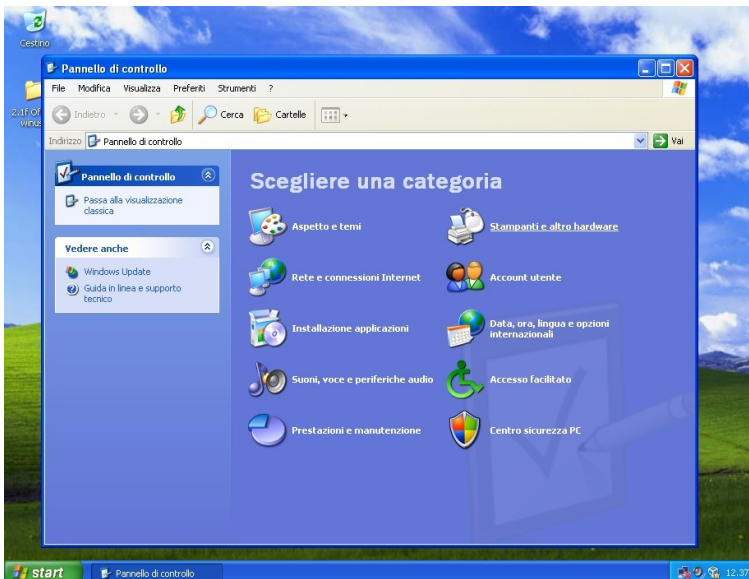 Cestino
Pannello di controllo
File Modifica Visualizza Preferiti Strumenti ?
Indietro Cerca Cartelle
Indirizzo Pannello di controllo Vai
Pannello di controllo
Passa alla visualizzazione
classica
Vedere anche
Windows Update
Guida in linea e supporto
tecnico
Scegliere una categoria
Aspetto e temi
Stampanti e altro hardware
Rete e connessioni Internet
Account utente
Installazione applicazioni
Data, ora, lingua e opzioni
internazionali
Suoni, voce e periferiche audio
Accesso facilitato
Prestazioni e manutenzione
Centro sicurezza PC
start Pannello di controllo 12.37